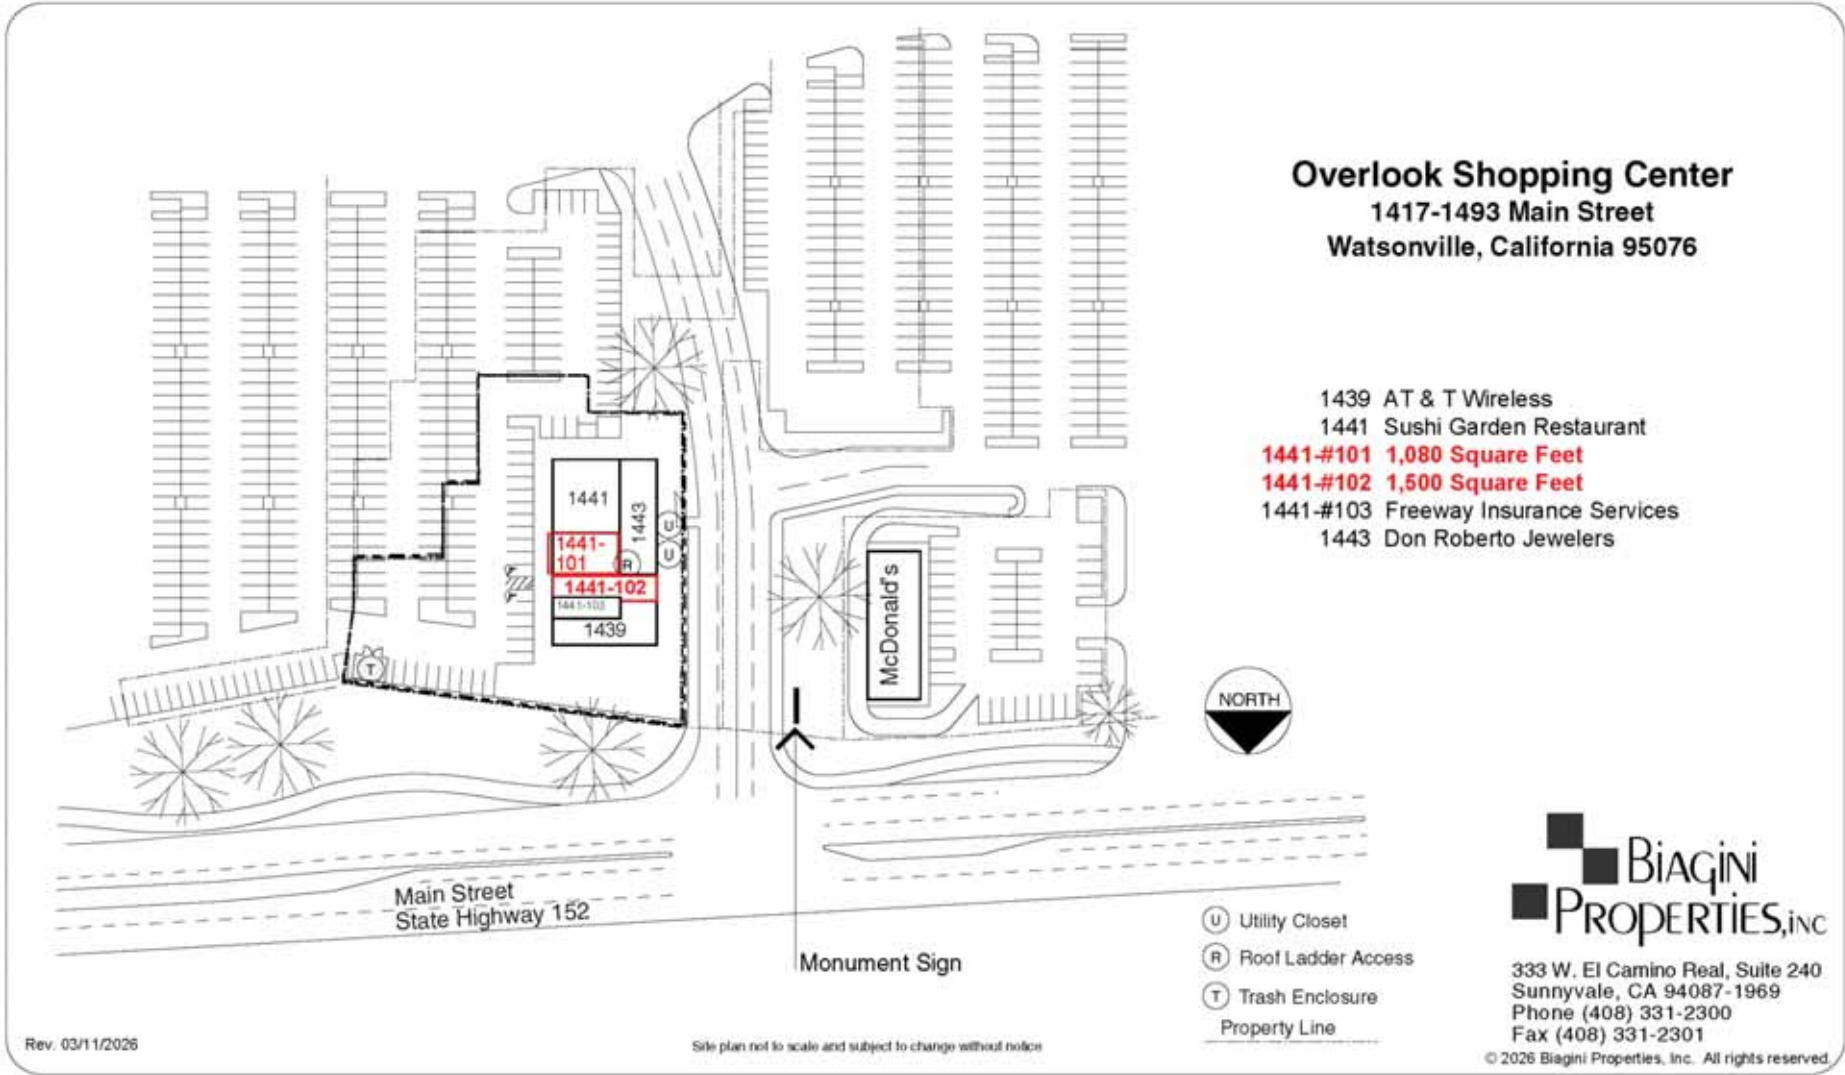 Overlook Shopping Center
1417-1493 Main Street
Watsonville, California 95076
1439 AT & T Wireless
1441 Sushi Garden Restaurant
1441-#101 1,080 Square Feet
1441-#102 1,500 Square Feet
1441-#103 Freeway Insurance Services
1443 Don Roberto Jewelers
1441
1443
U
U
1441-
101
R
1441-102
1441-103
1439
T
McDonald's
NORTH
Main Street
State Highway 152
Monument Sign
U Utility Closet
R Roof Ladder Access
T Trash Enclosure
Property Line
BIAGINI
PROPERTIES, INC
333 W. El Camino Real, Suite 240
Sunnyvale, CA 94087-1969
Phone (408) 331-2300
Fax (408) 331-2301
© 2026 Biagini Properties, Inc. All rights reserved.
Rev. 03/11/2026
Site plan not to scale and subject to change without notice